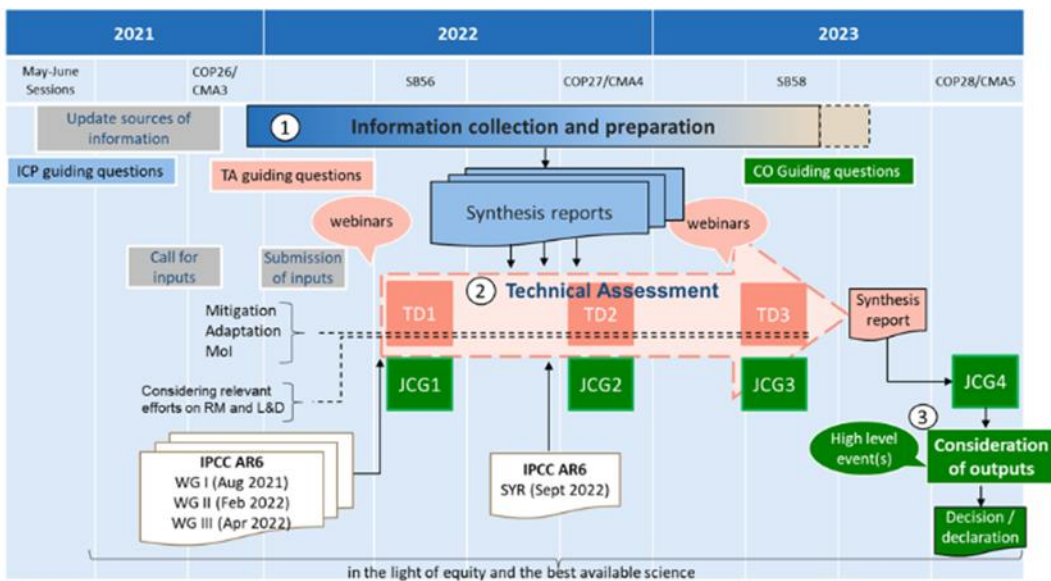 2021
2022
2023
May-June
Sessions
COP26/
CMA3
SB56
COP27/CMA4
SB58
COP28/CMA5
Update sources of
information
1
Information collection and preparation
ICP guiding questions
TA guiding questions
CO Guiding questions
webinars
Synthesis reports
webinars
Call for
inputs
Submission
of inputs
2
Technical Assessment
Mitigation
Adaptation
MoI
TD1
TD2
TD3
Synthesis
report
Considering relevant
efforts on RM and L&D
JCG1
JCG2
JCG3
JCG4
3
High level
event(s)
Consideration
of outputs
IPCC AR6
WG I (Aug 2021)
WG II (Feb 2022)
WG III (Apr 2022)
IPCC AR6
SYR (Sept 2022)
Decision /
declaration
in the light of equity and the best available science